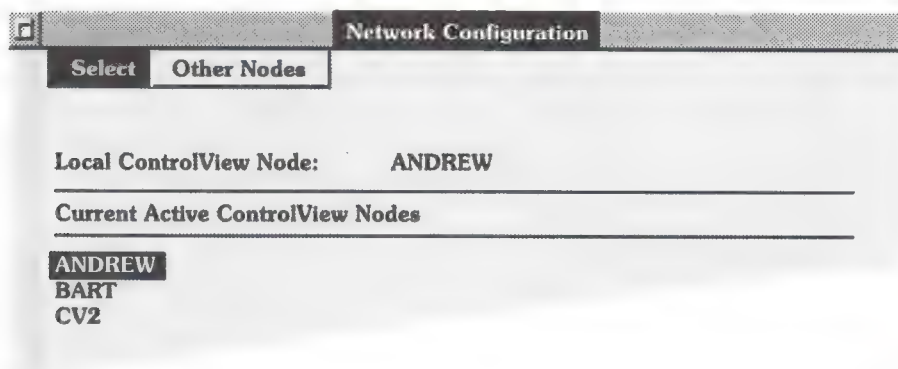 Network Configuration
Select Other Nodes
Local ControlView Node: ANDREW
Current Active ControlView Nodes
ANDREW
BART
CV2